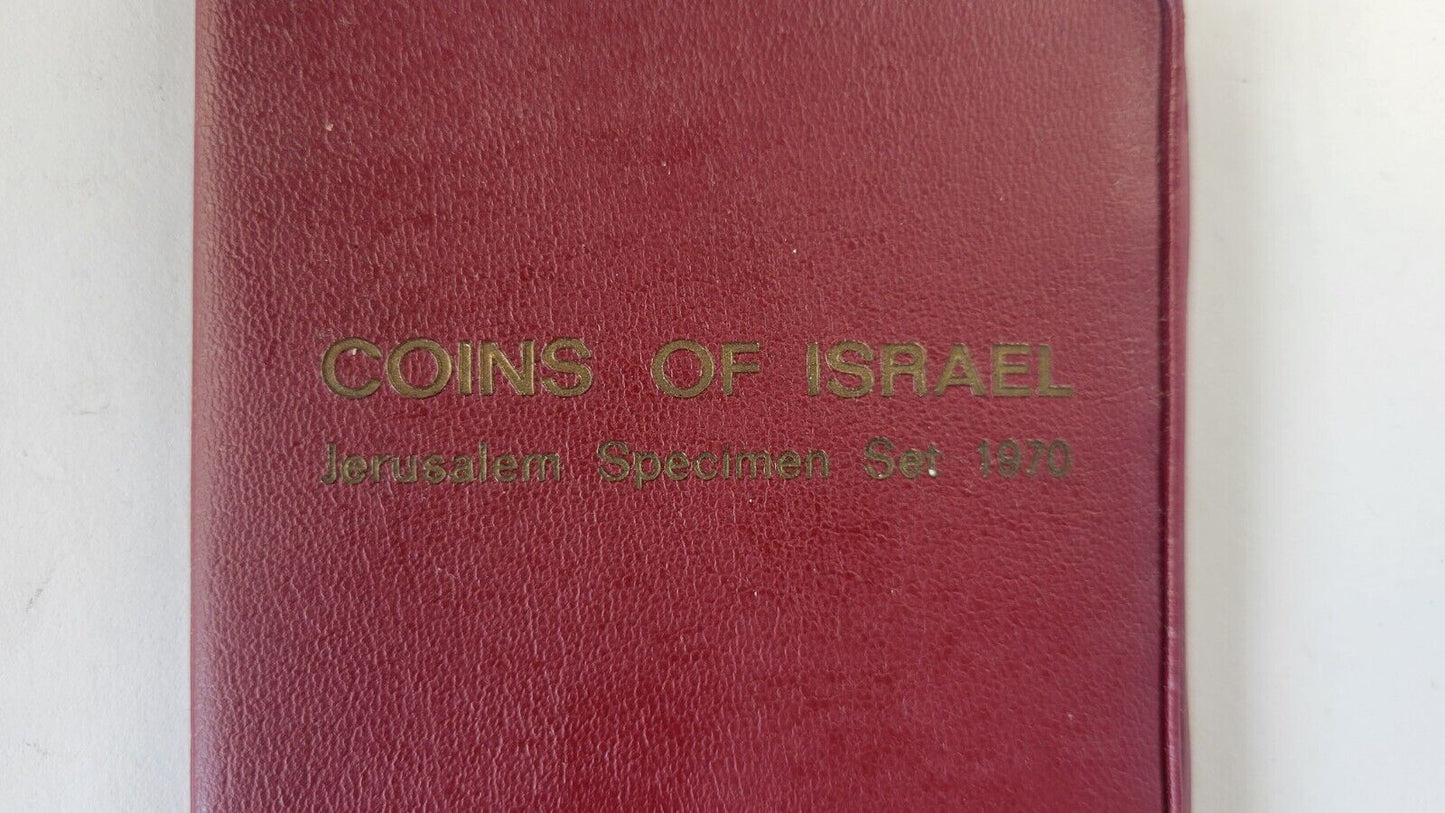 COINS OF ISRAEL
Jerusalem Specimen Set 1970